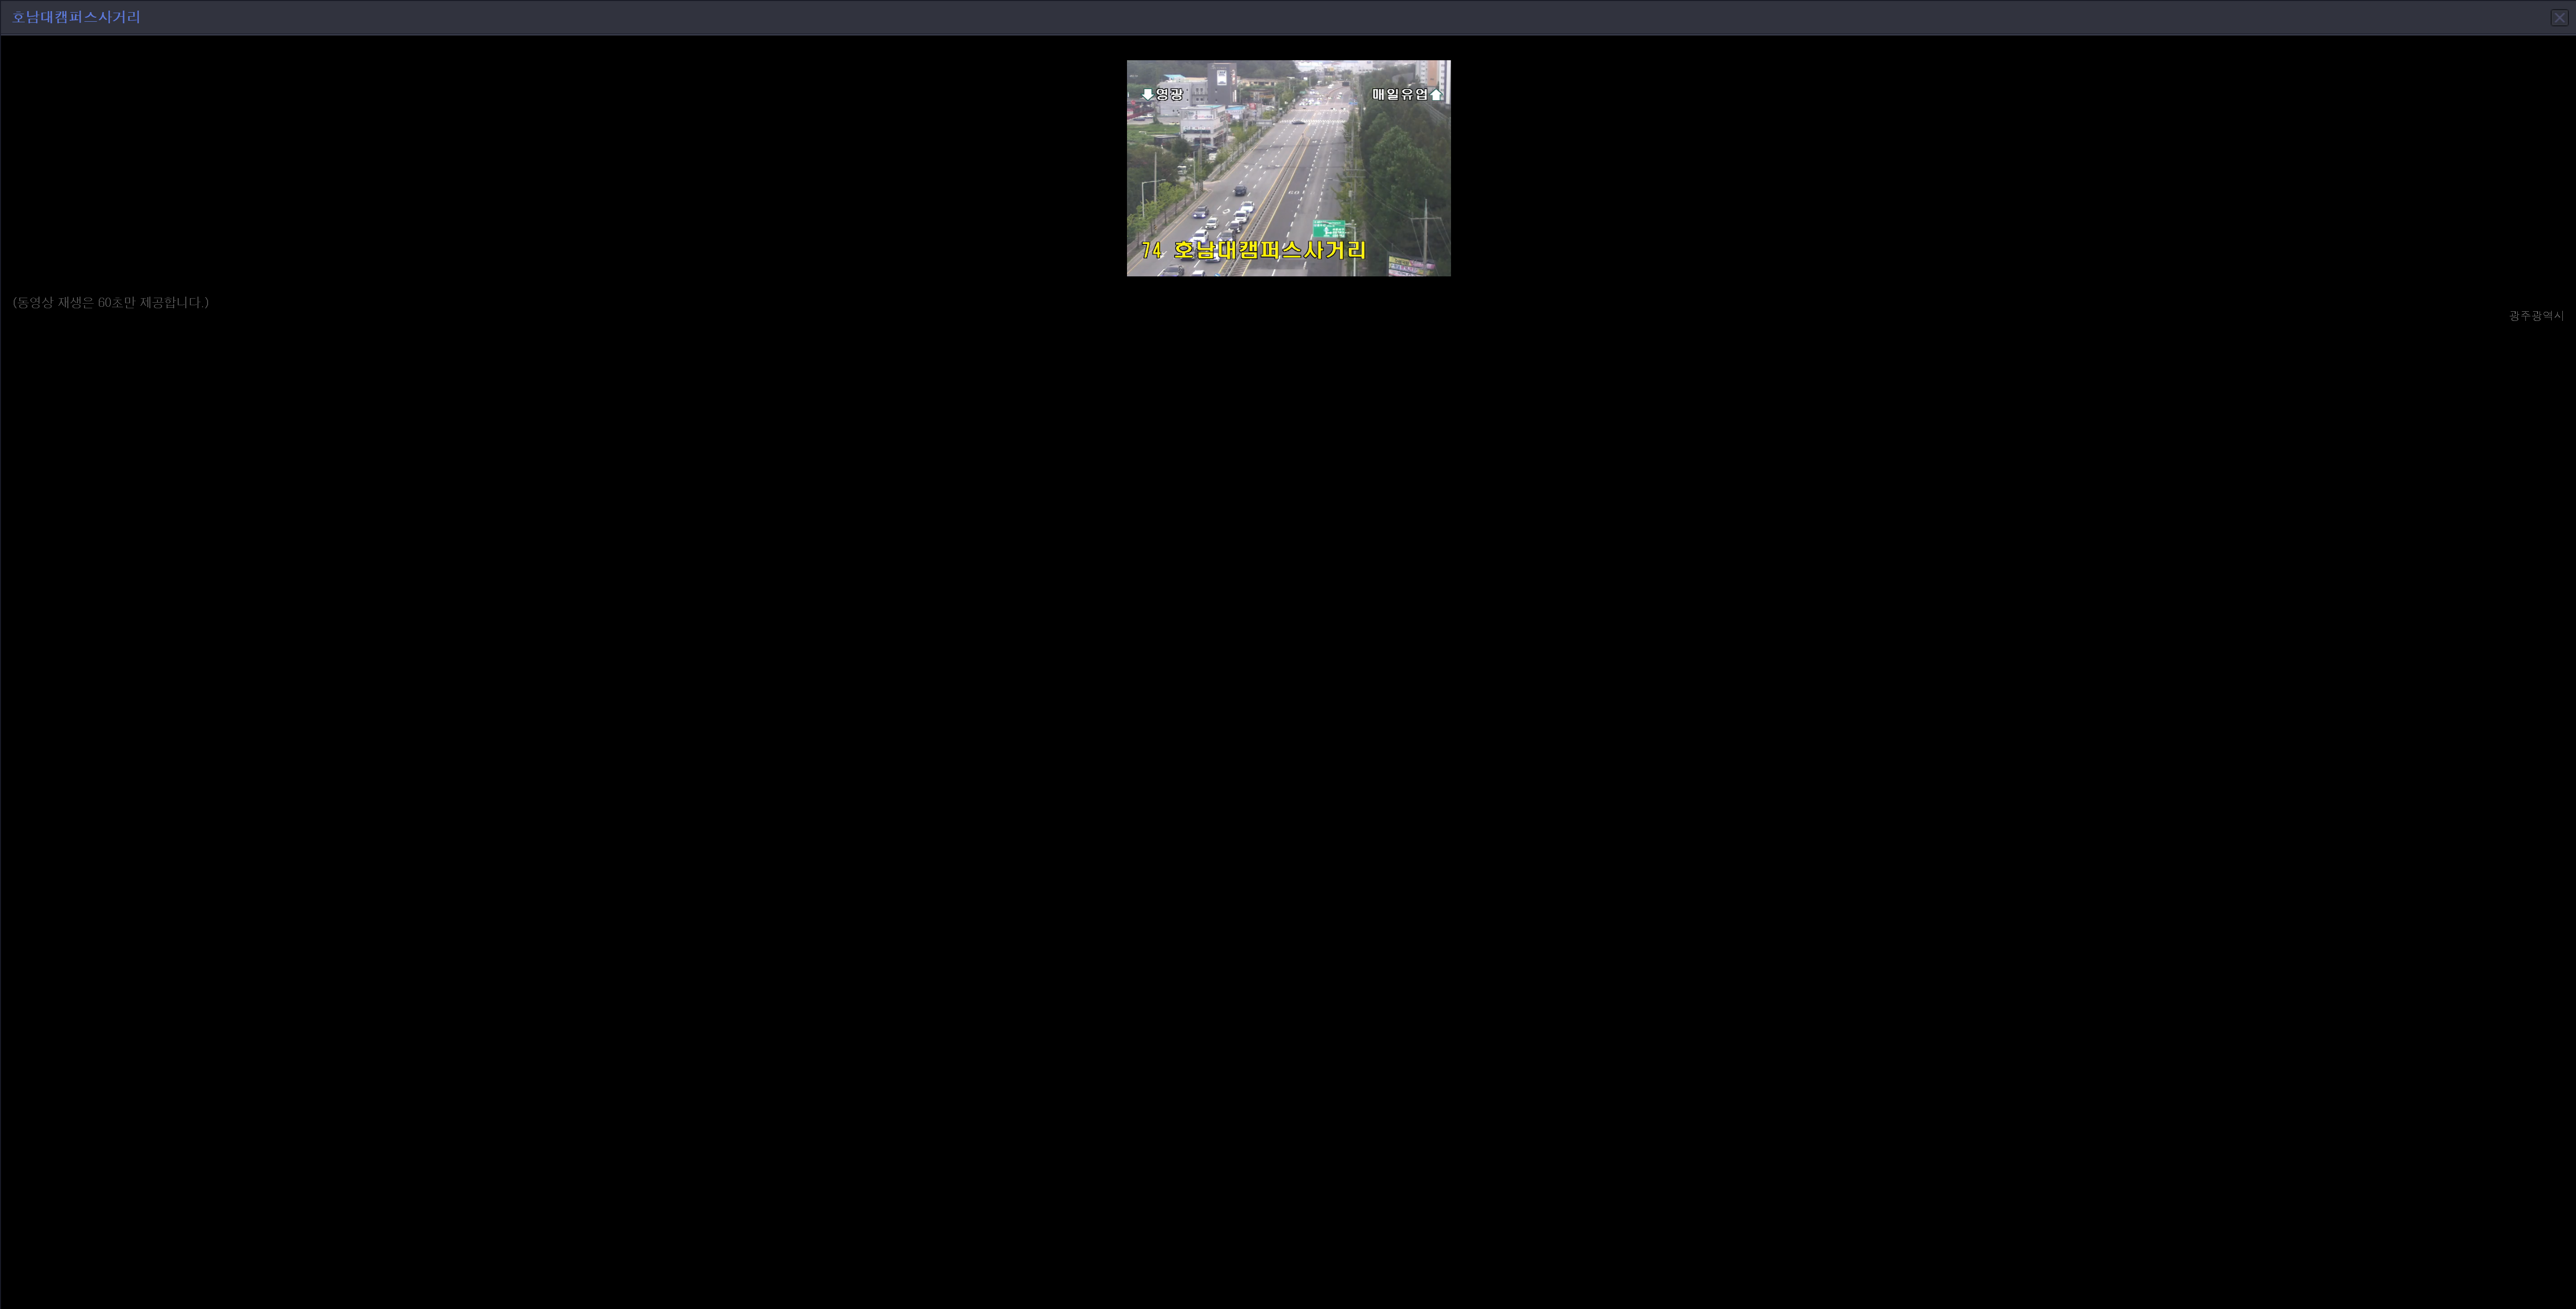 호남대캠퍼스사거리
⬇영광
매일유업⬆
74 호남대캠퍼스사거리
(동영상 재생은 60초만 제공합니다.)
광주광역시